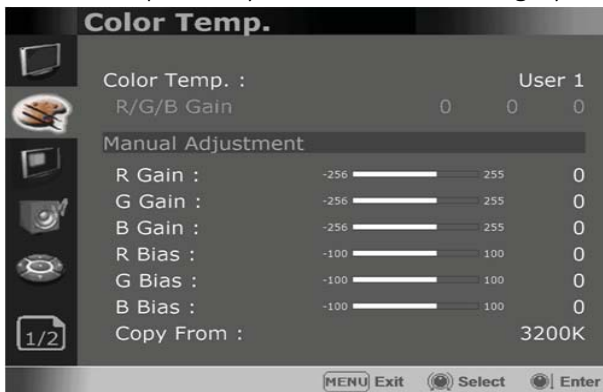 Color Temp.
Color Temp. : User 1
R/G/B Gain 0 0 0
Manual Adjustment
R Gain : -256 255 0
G Gain : -256 255 0
B Gain : -256 255 0
R Bias : -100 100 0
G Bias : -100 100 0
B Bias : -100 100 0
Copy From : 3200K
1/2
MENU Exit Select Enter